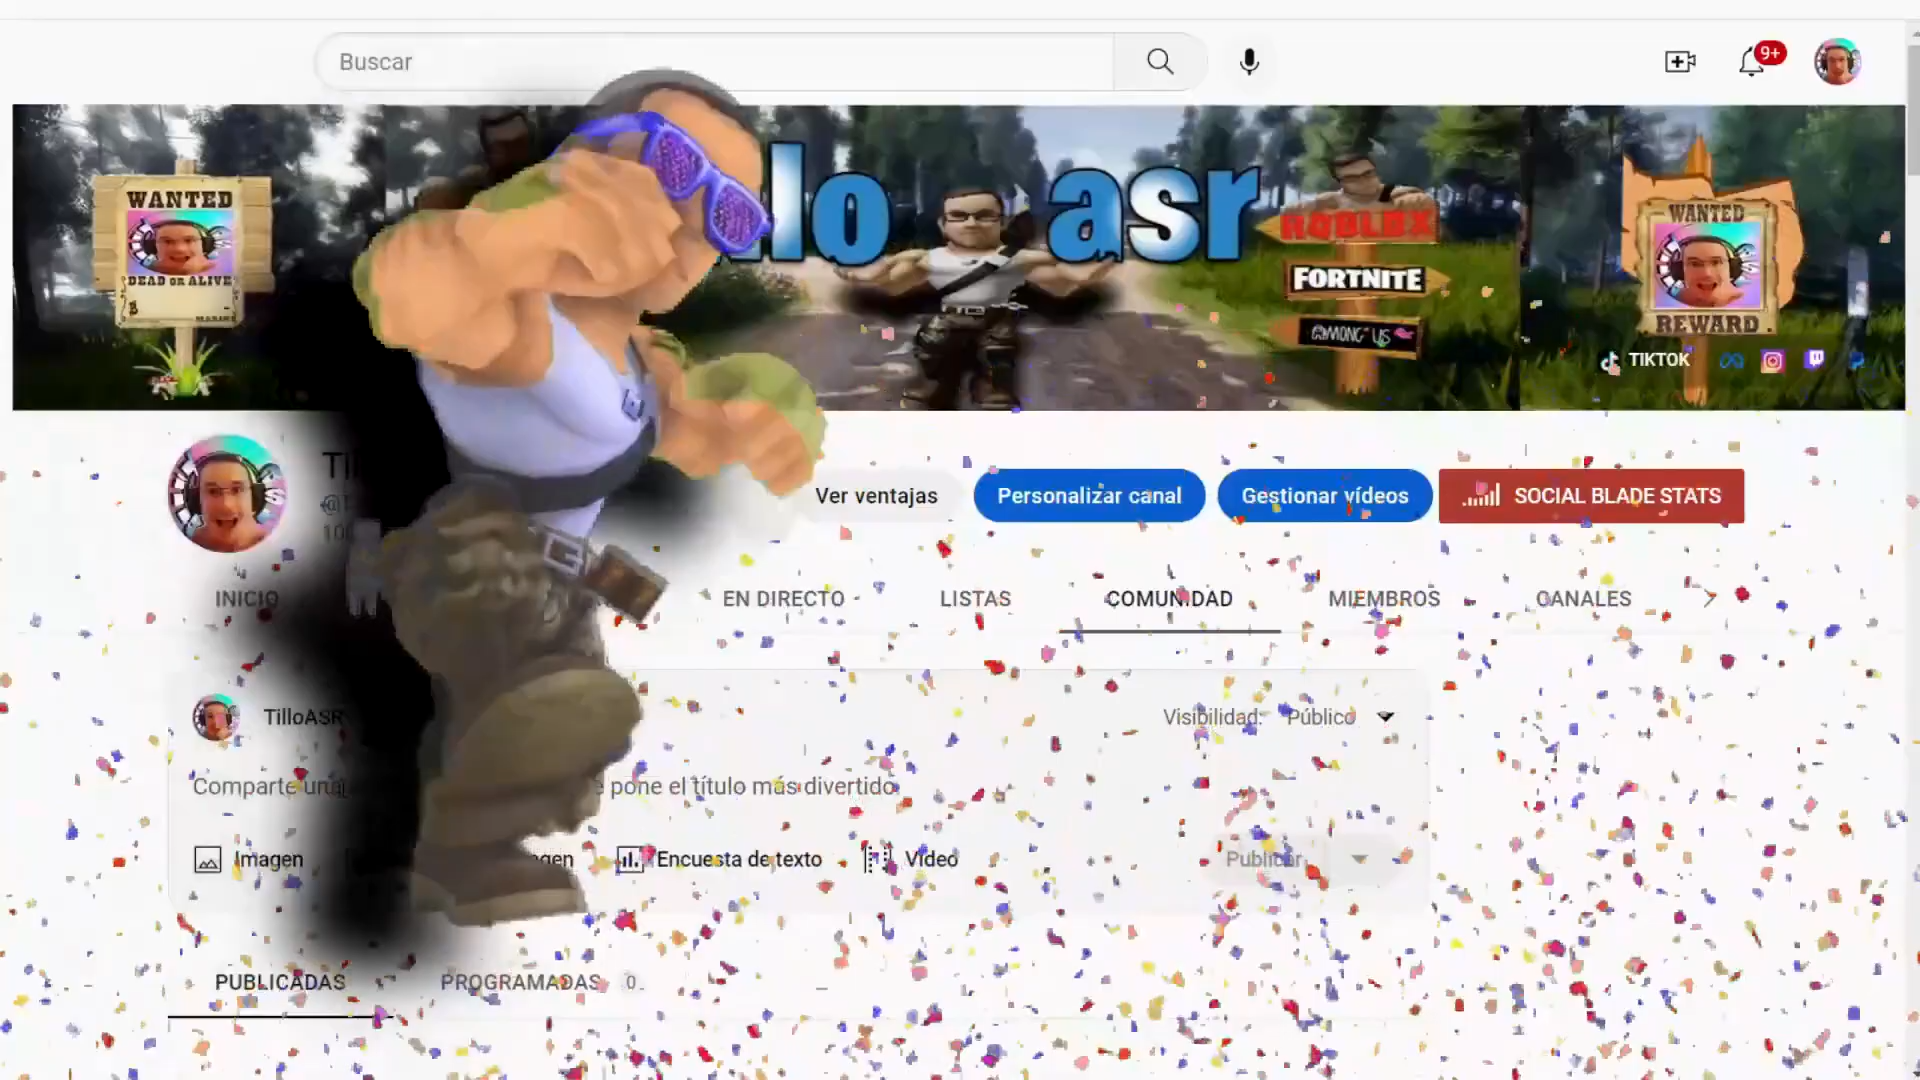 Buscar
9+
WANTED
DEAD OR ALIVE
lo asr
ROBLOX
FORTNITE
AMONG US
WANTED
REWARD
TIKTOK
Ver ventajas
Personalizar canal
Gestionar vídeos
SOCIAL BLADE STATS
INICIO
EN DIRECTO
LISTAS
COMUNIDAD
MIEMBROS
CANALES
TilloASR
Visibilidad: Público
Comparte una
pone el título más divertido
Imagen
Encuesta de texto
Vídeo
Publicar
PUBLICADAS
PROGRAMADAS 0